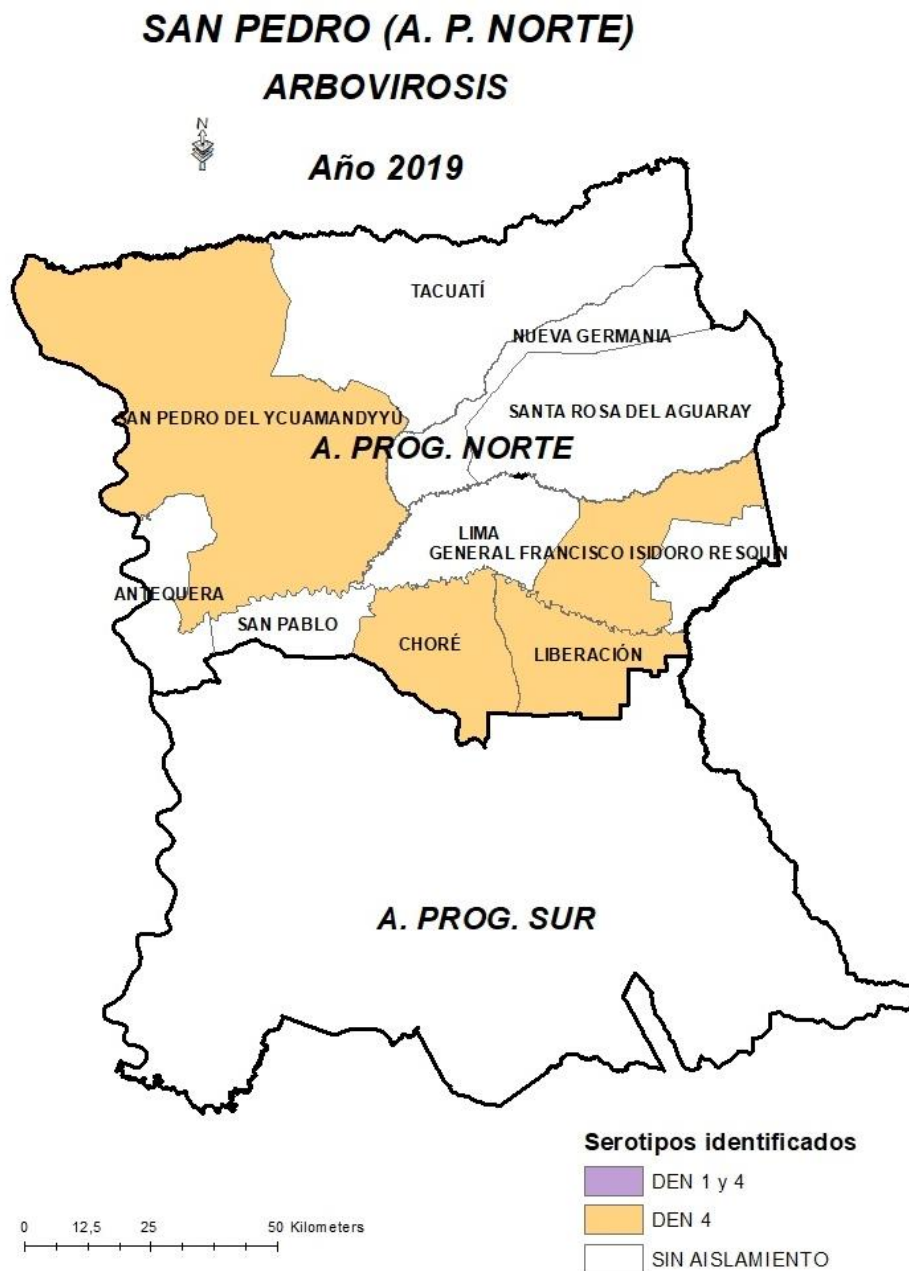 SAN PEDRO (A. P. NORTE)
ARBOVIROSIS
N
Año 2019
TACUATÍ
NUEVA GERMANIA
SANTA ROSA DEL AGUARAY
SAN PEDRO DEL YCUAMANDYYÚ
A. PROG. NORTE
LIMA
GENERAL FRANCISCO ISIDORO RESQUIN
ANTEQUERA
SAN PABLO
CHORÉ
LIBERACIÓN
A. PROG. SUR
Serotipos identificados
DEN 1 y 4
DEN 4
SIN AISLAMIENTO
0 12,5 25 50 Kilometers